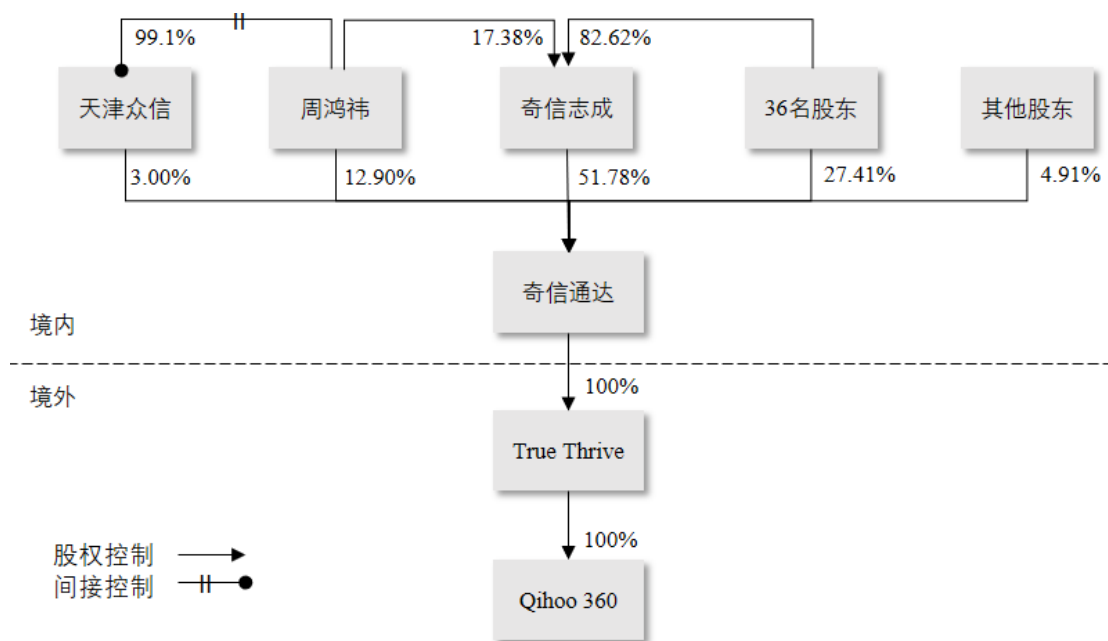 99.1%
17.38%
82.62%
天津众信
周鸿祎
奇信志成
36名股东
其他股东
3.00%
12.90%
51.78%
27.41%
4.91%
奇信通达
境内
境外
100%
True Thrive
100%
股权控制
间接控制
Qihoo 360